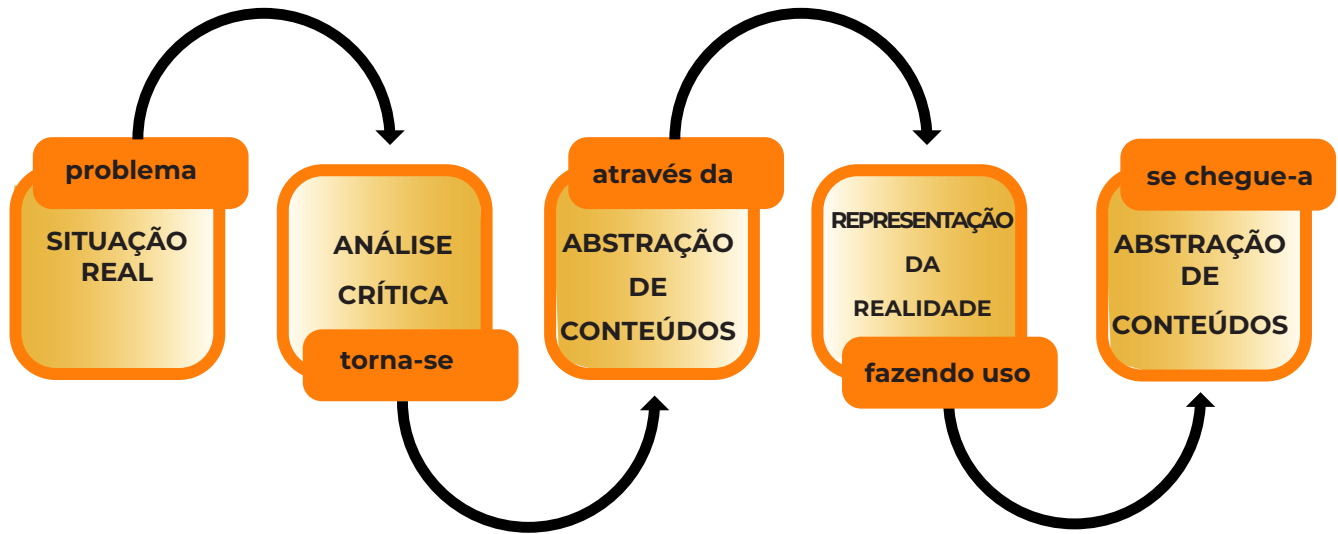 problema
SITUAÇÃO
REAL
ANÁLISE
CRÍTICA
torna-se
através da
ABSTRAÇÃO
DE
CONTEÚDOS
REPRESENTAÇÃO
DA
REALIDADE
fazendo uso
se chegue-a
ABSTRAÇÃO
DE
CONTEÚDOS